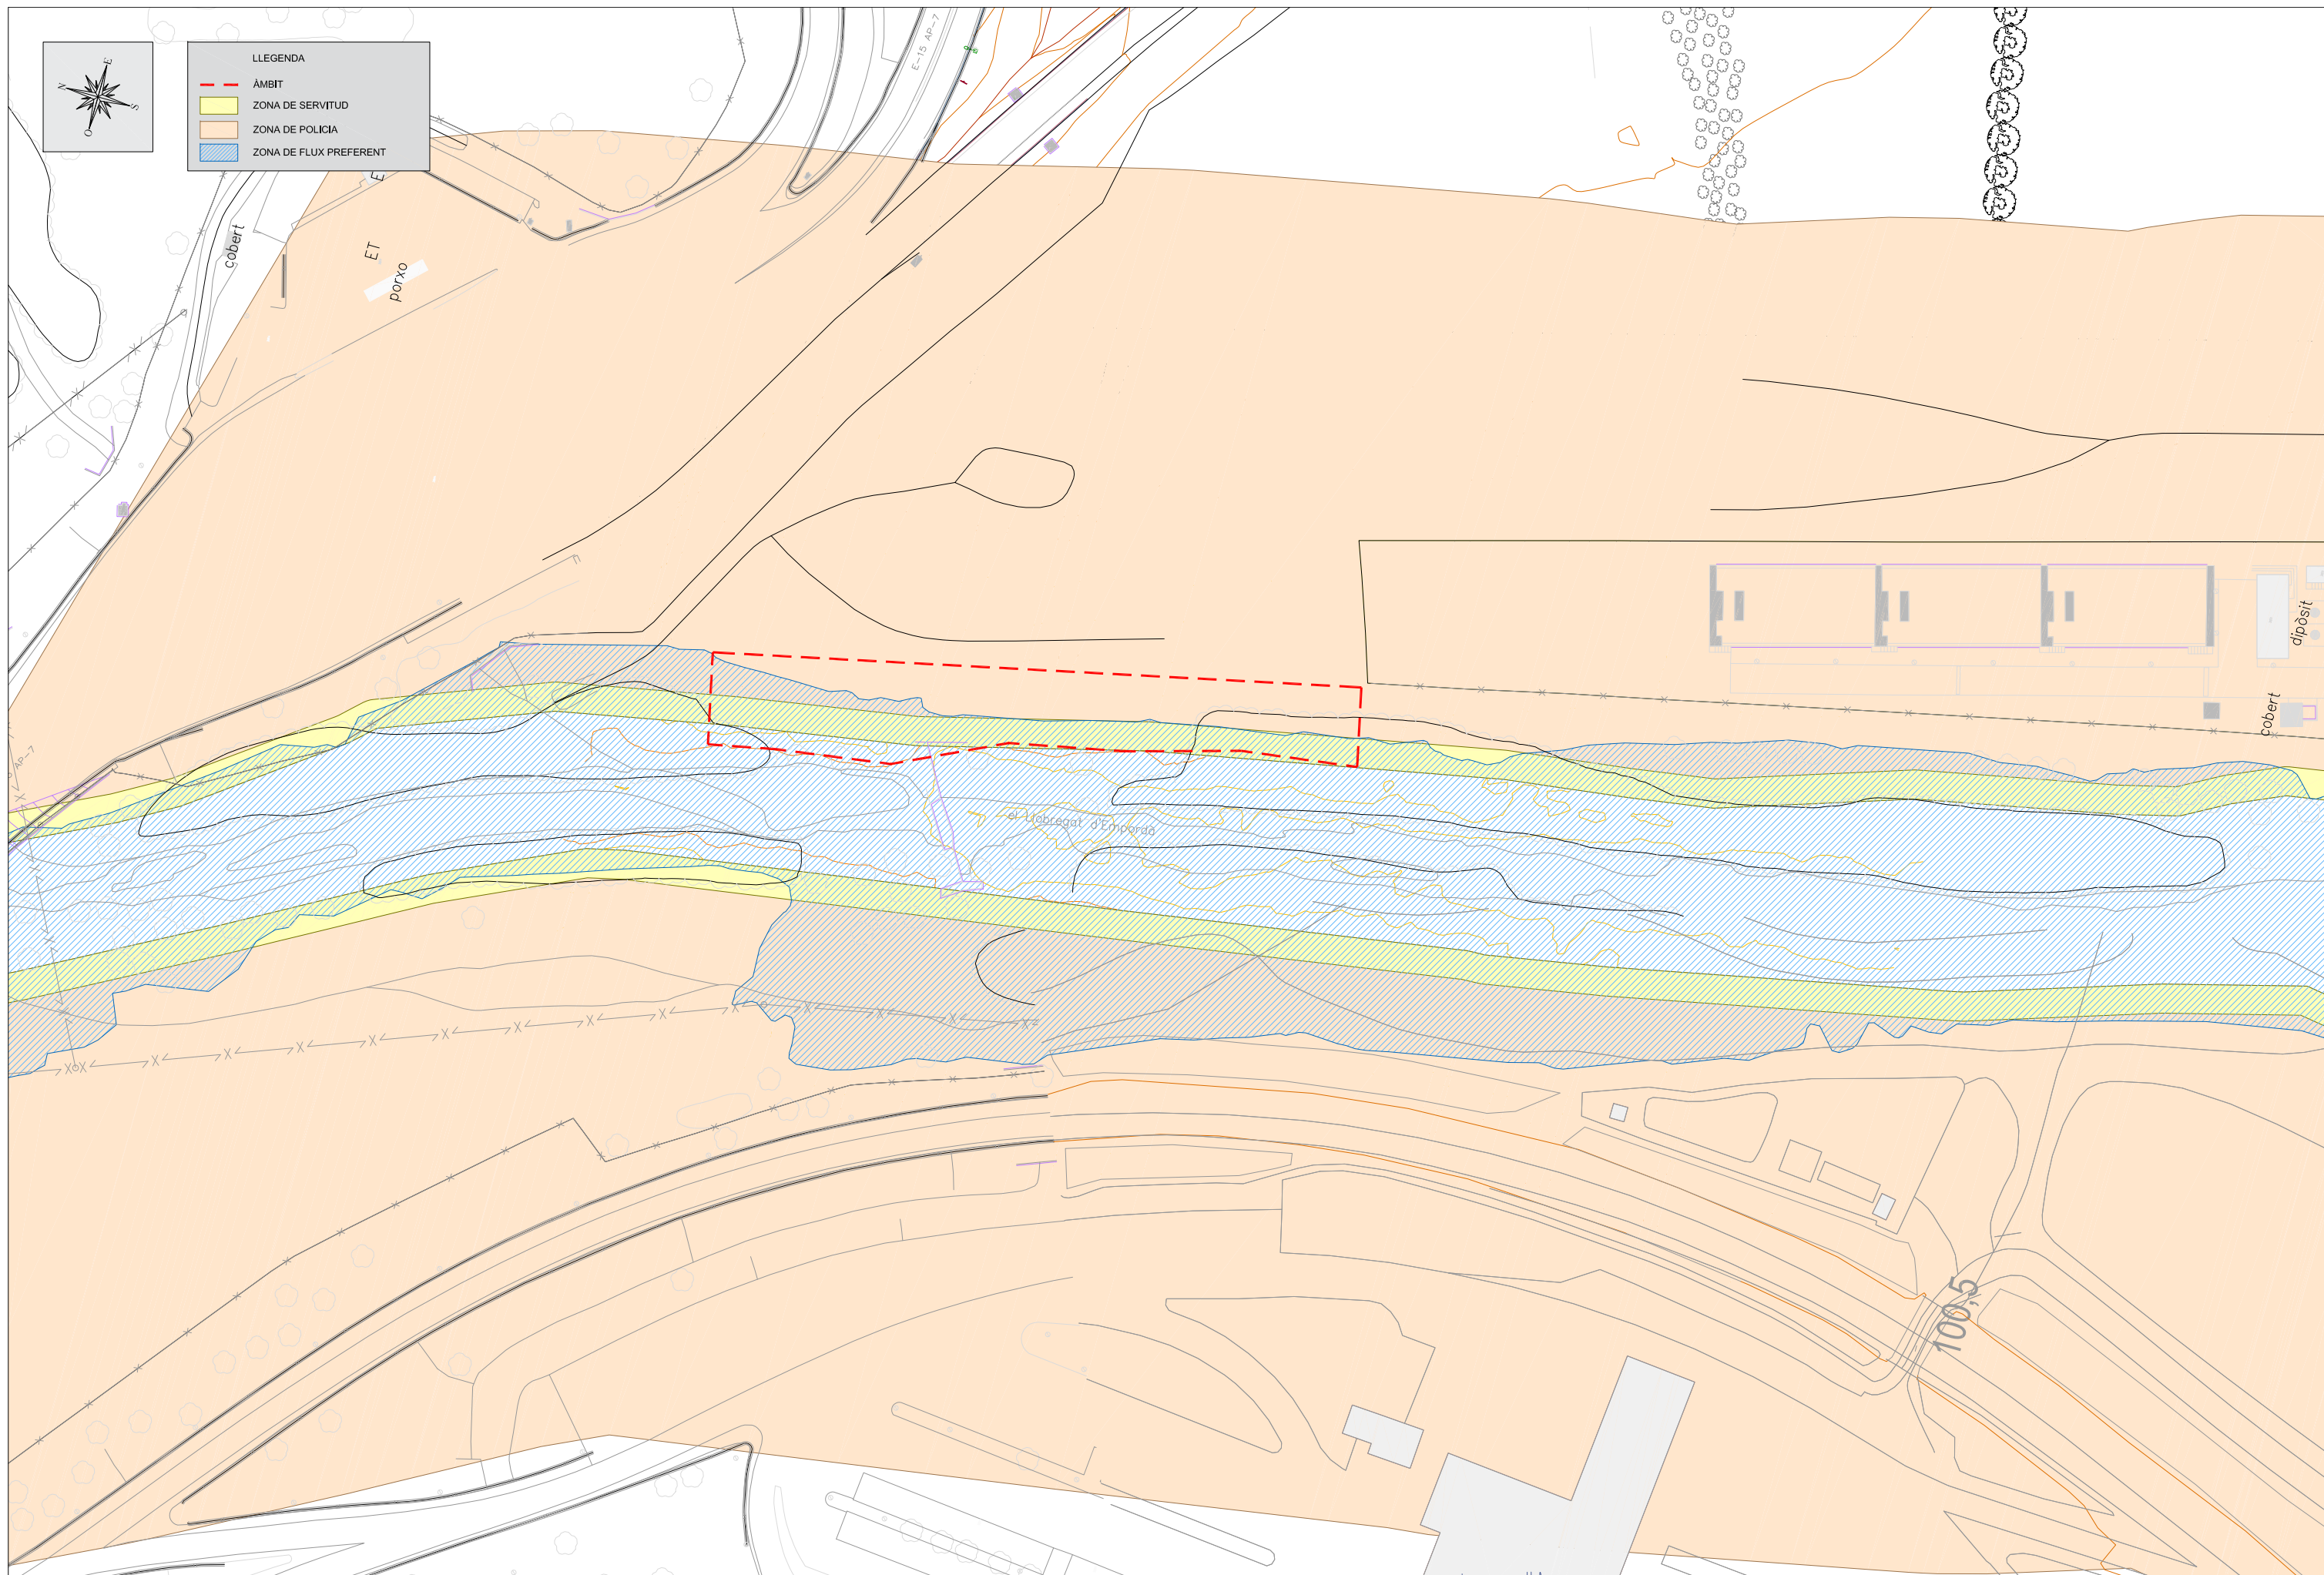 LLEGENDA
ÀMBIT
ZONA DE SERVITUD
ZONA DE POLICIA
ZONA DE FLUX PREFERENT
N
E
S
O
E-15 AP-7
cobert
ET
porxo
dipòsit
cobert
AP-7
el Llobregat d'Empordà
100,5